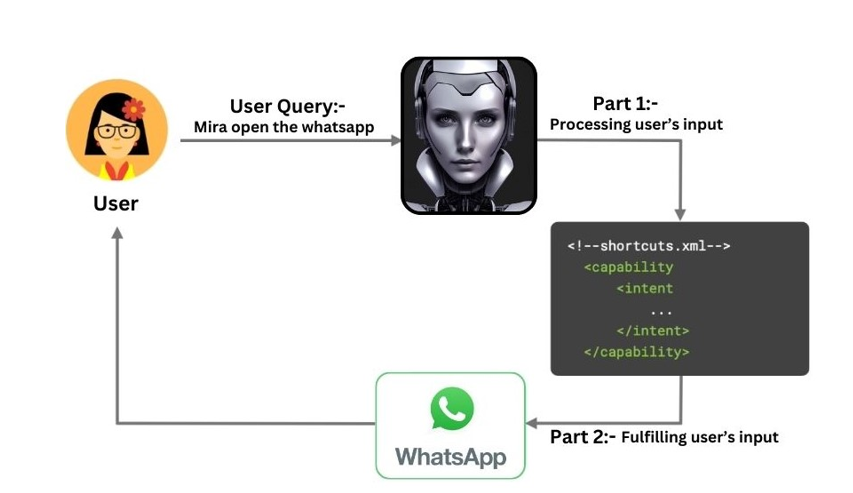 User Query:-
Mira open the whatsapp
Part 1:-
Processing user's input
User
<!--shortcuts.xml-->
<capability
<intent
...
</intent>
</capability>
WhatsApp
Part 2:- Fulfilling user's input